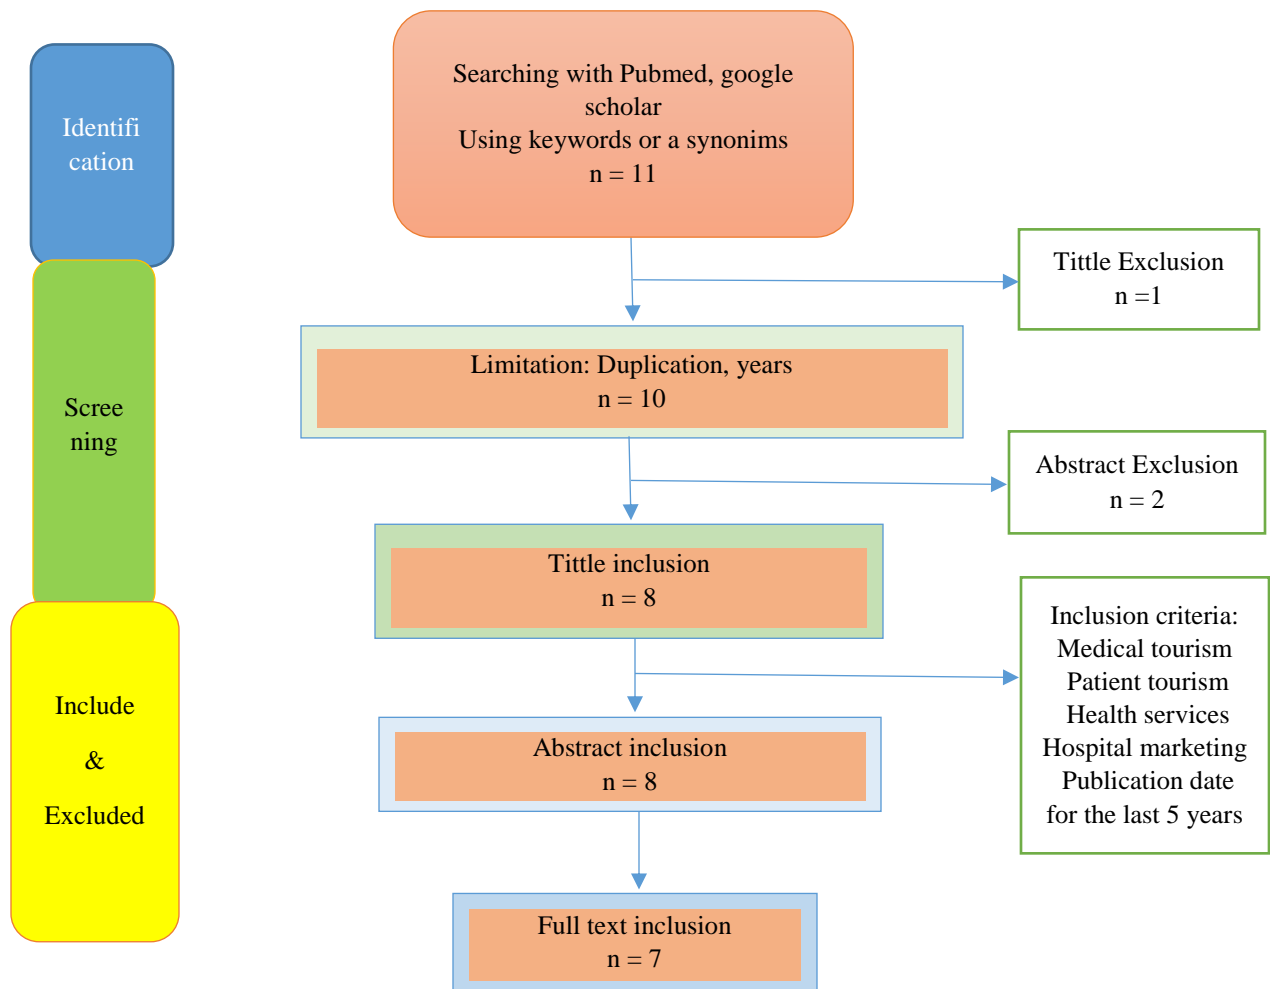 Identifi
cation
Searching with Pubmed, google
scholar
Using keywords or a synonims
n = 11
Tittle Exclusion
n =1
Limitation: Duplication, years
n = 10
Scree
ning
Abstract Exclusion
n = 2
Tittle inclusion
n = 8
Inclusion criteria:
Medical tourism
Patient tourism
Health services
Hospital marketing
Publication date
for the last 5 years
Include
&
Excluded
Abstract inclusion
n = 8
Full text inclusion
n = 7